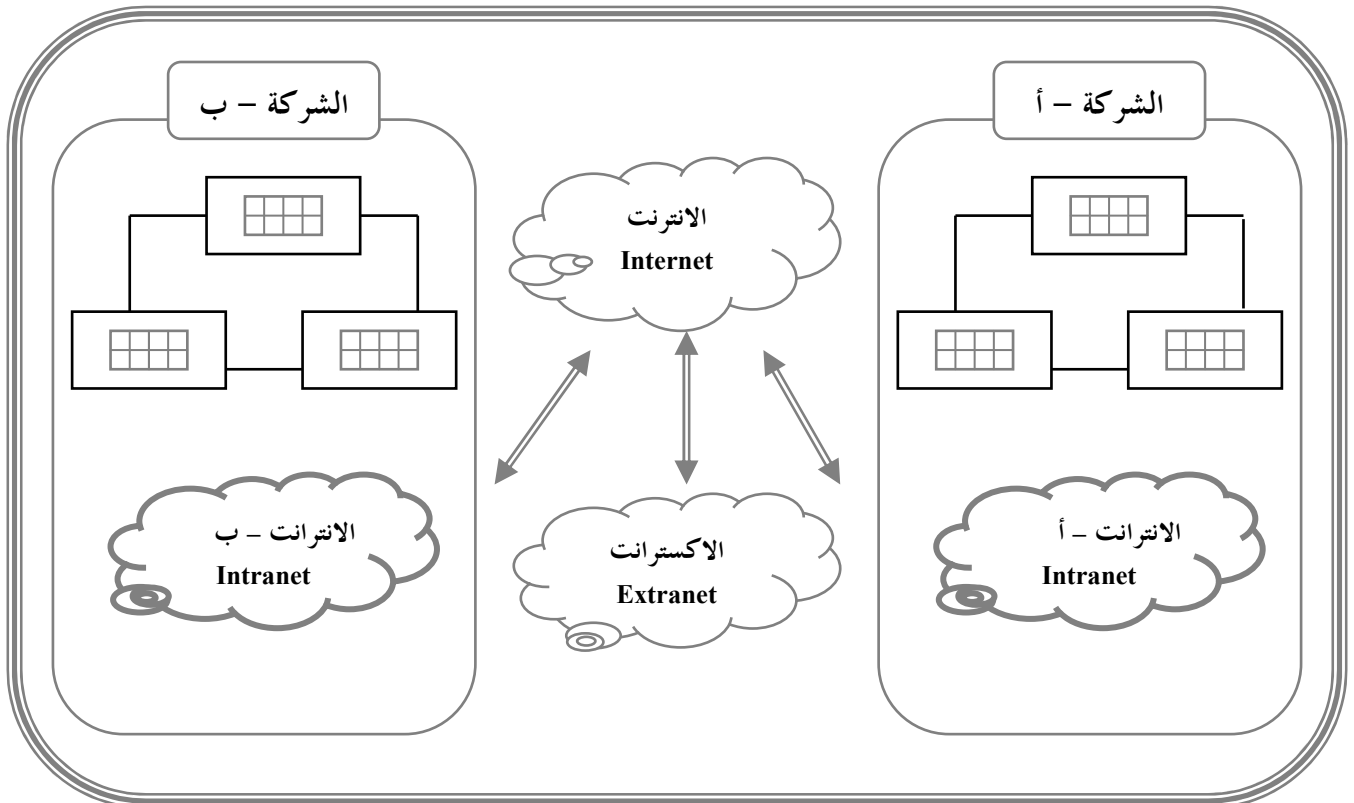 الشركة – أ
الشركة – ب
الانترنت
Internet
الانترانت – أ
Intranet
الاكسترانت
Extranet
الانترانت – ب
Intranet